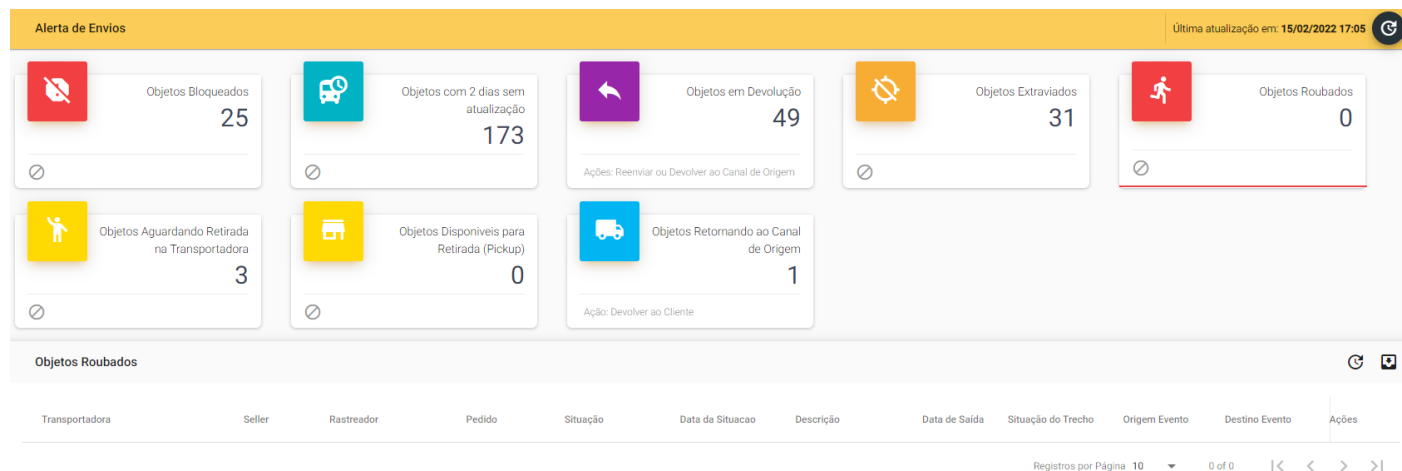 Alerta de Envios
Última atualização em: 15/02/2022 17:05
Objetos Bloqueados
25
Objetos com 2 dias sem
atualização
173
Objetos em Devolução
49
Ações: Reenviar ou Devolver ao Canal de Origem
Objetos Extraviados
31
Objetos Roubados
0
Objetos Aguardando Retirada
na Transportadora
3
Objetos Disponiveis para
Retirada (Pickup)
0
Objetos Retornando ao Canal
de Origem
1
Ação: Devolver ao Cliente
Objetos Roubados
Transportadora Seller Rastreador Pedido Situação Data da Situacao Descrição Data de Saída Situação do Trecho Origem Evento Destino Evento Ações
Registros por Página 10 0 of 0